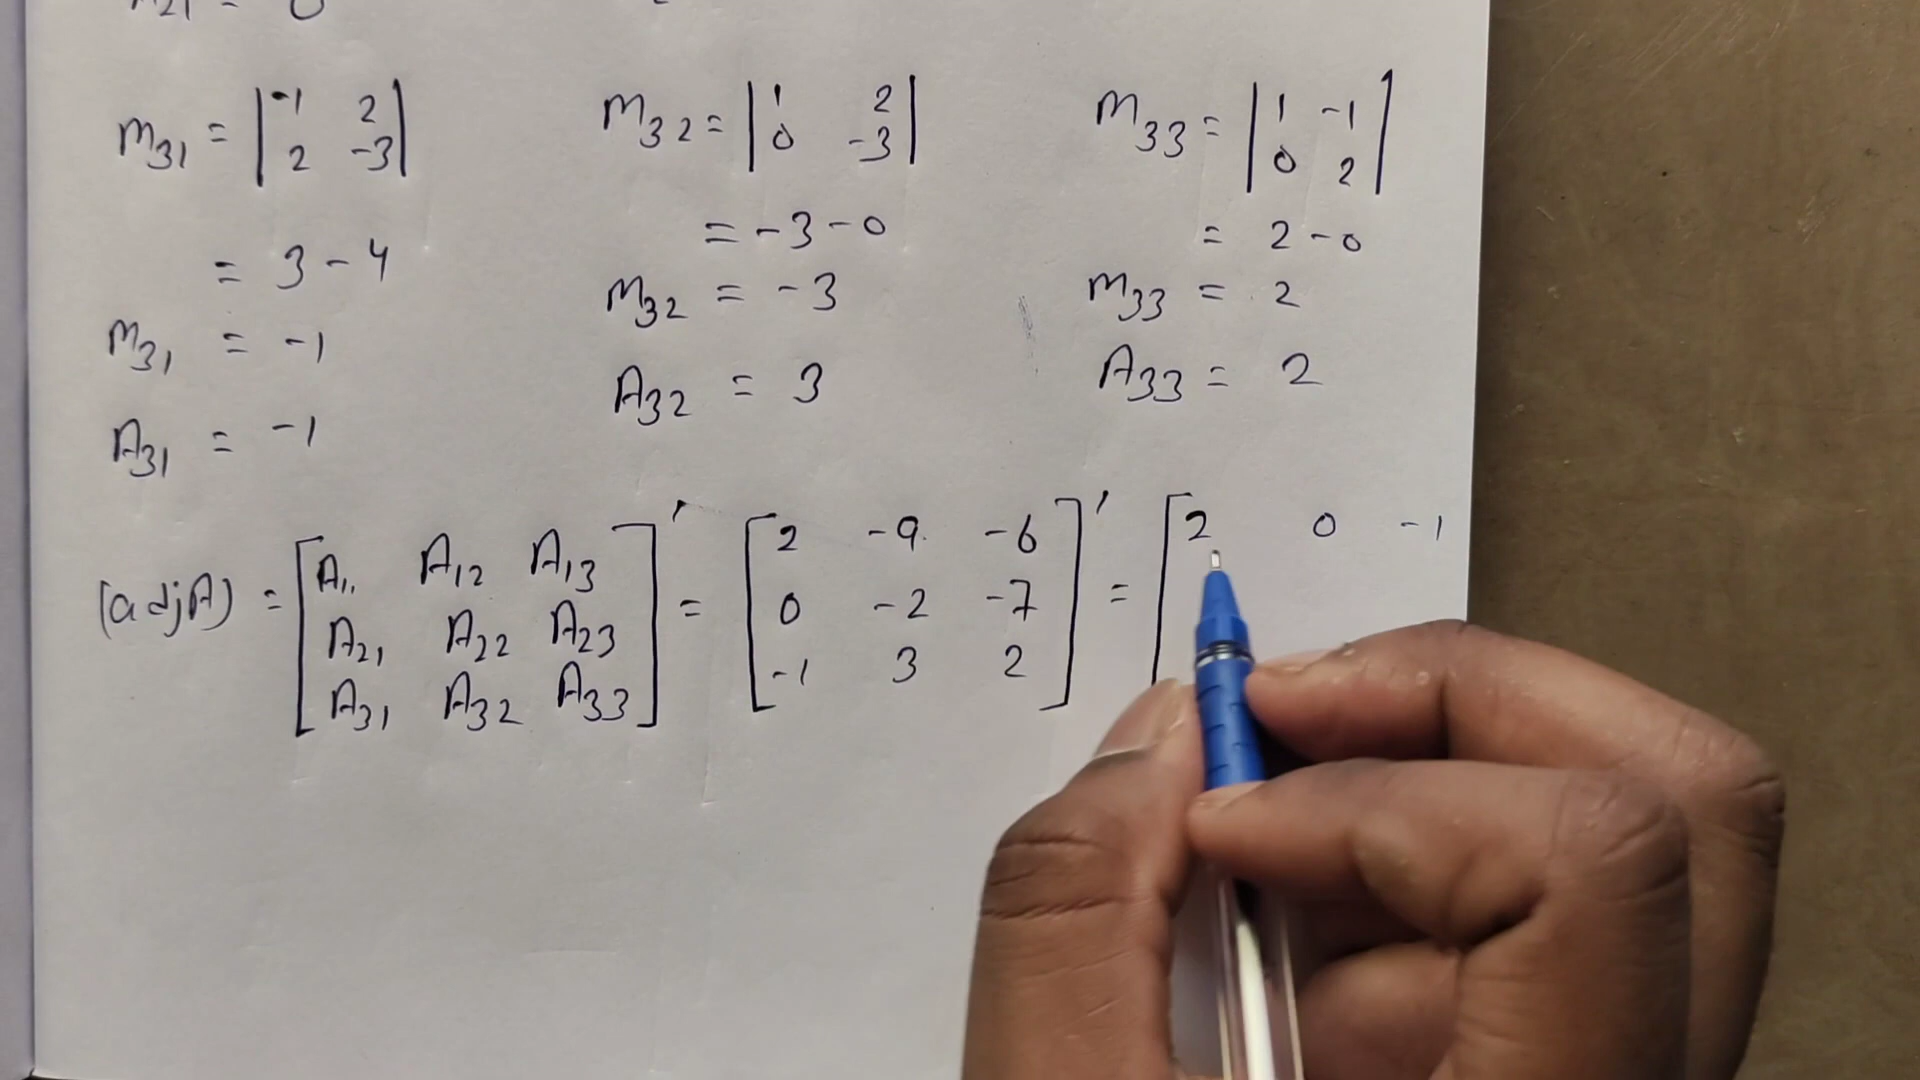 M31 = |-1 2| M32 = |1 2| M33 = |1 -1|
|2 -3| |0 -3| |0 2|
= 3 - 4 = -3 - 0 = 2 - 0
M31 = -1 M32 = -3 M33 = 2
A31 = -1 A32 = 3 A33 = 2
(adjA) = [A11 A12 A13]' = [2 -9 -6]' = [2 0 -1
A21 A22 A23 0 -2 -7
A31 A32 A33 -1 3 2